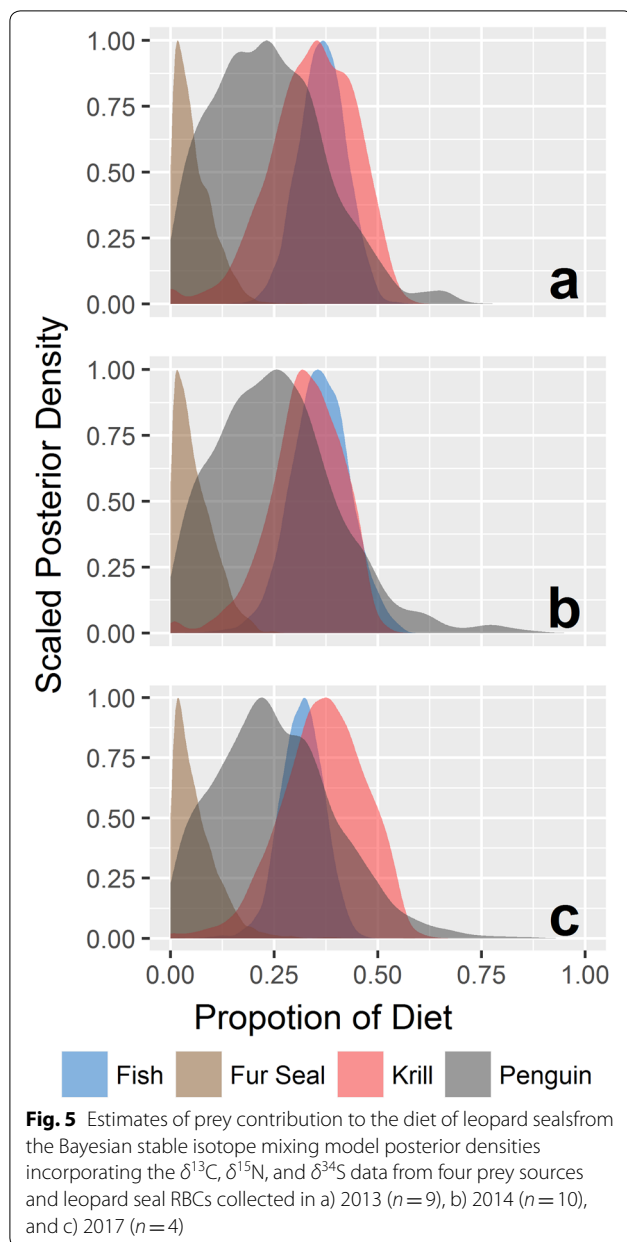 1.00
0.75
0.50
0.25
0.00
a
1.00
0.75
0.50
0.25
0.00
b
Scaled Posterior Density
1.00
0.75
0.50
0.25
0.00
c
0.00 0.25 0.50 0.75 1.00
Propotion of Diet
Fish Fur Seal Krill Penguin
Fig. 5 Estimates of prey contribution to the diet of leopard sealsfrom
the Bayesian stable isotope mixing model posterior densities
incorporating the δ¹³C, δ¹⁵N, and δ³⁴S data from four prey sources
and leopard seal RBCs collected in a) 2013 (n = 9), b) 2014 (n = 10),
and c) 2017 (n = 4)